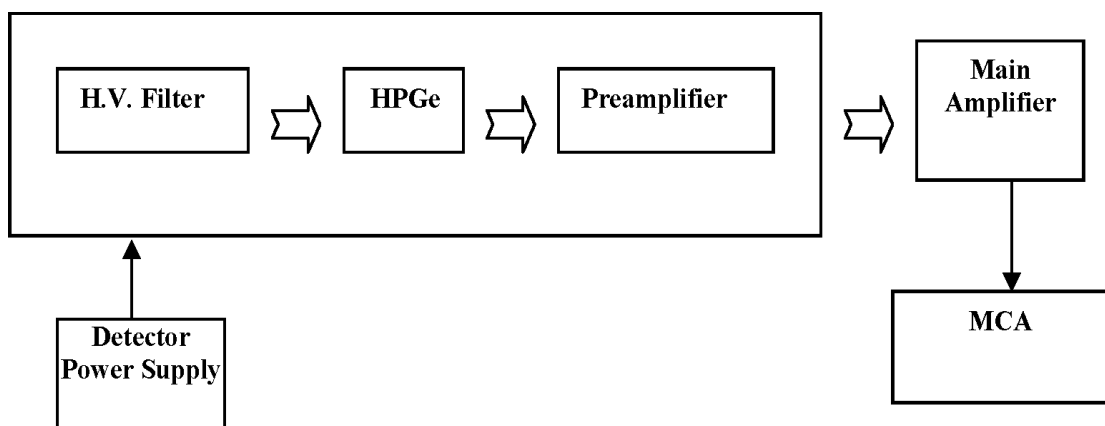 H.V. Filter
HPGe
Preamplifier
Main
Amplifier
Detector
Power Supply
MCA